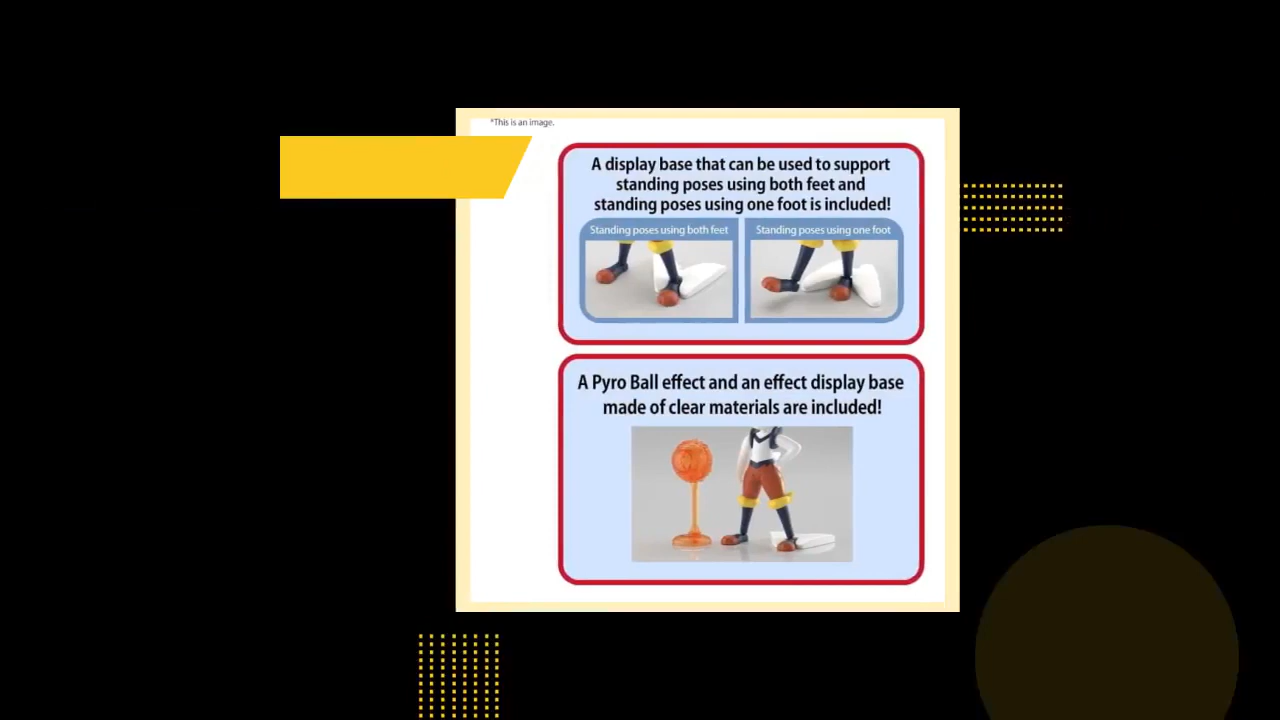 *This is an image.
A display base that can be used to support
standing poses using both feet and
standing poses using one foot is included!
Standing poses using both feet
Standing poses using one foot
A Pyro Ball effect and an effect display base
made of clear materials are included!